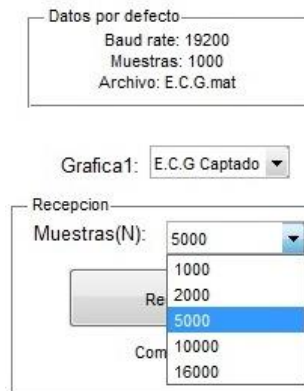 Datos por defecto
Baud rate: 19200
Muestras: 1000
Archivo: E.C.G.mat
Grafica1: E.C.G Captado
Recepcion
Muestras(N): 5000
1000
2000
5000
10000
16000